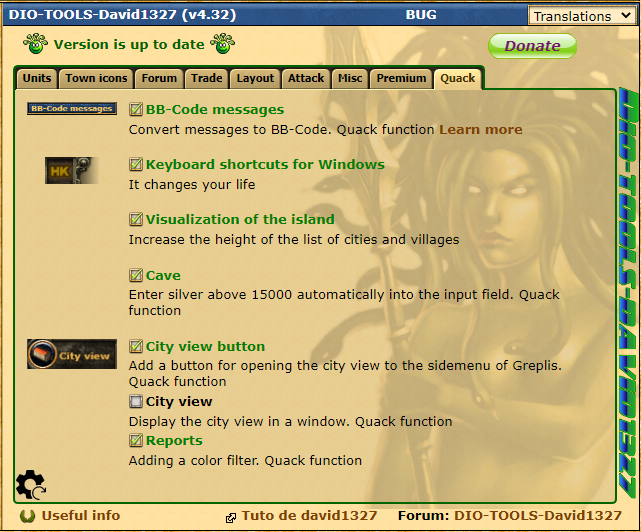 DIO-TOOLS-David1327 (v4.32) BUG Translations
Version is up to date Donate
Units Town icons Forum Trade Layout Attack Misc Premium Quack
BB-Code messages BB-Code messages
Convert messages to BB-Code. Quack function Learn more
HK Keyboard shortcuts for Windows
It changes your life
Visualization of the island
Increase the height of the list of cities and villages
Cave
Enter silver above 15000 automatically into the input field. Quack
function
City view City view button
Add a button for opening the city view to the sidemenu of Greplis.
Quack function
City view
Display the city view in a window. Quack function
Reports
Adding a color filter. Quack function
DIO-TOOLS-DAVID1327
Useful info Tuto de david1327 Forum: DIO-TOOLS-David1327